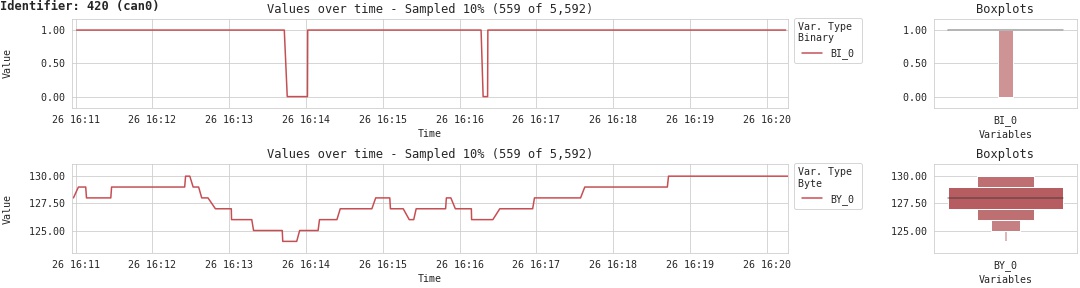 Identifier: 420 (can0)
Values over time - Sampled 10% (559 of 5,592)
Boxplots
Var. Type
Binary
BI_0
Value
1.00
0.50
0.00
1.00
0.50
0.00
26 16:11 26 16:12 26 16:13 26 16:14 26 16:15 26 16:16 26 16:17 26 16:18 26 16:19 26 16:20
Time
BI_0
Variables
Values over time - Sampled 10% (559 of 5,592)
Boxplots
Var. Type
Byte
BY_0
Value
130.00
127.50
125.00
130.00
127.50
125.00
26 16:11 26 16:12 26 16:13 26 16:14 26 16:15 26 16:16 26 16:17 26 16:18 26 16:19 26 16:20
Time
BY_0
Variables